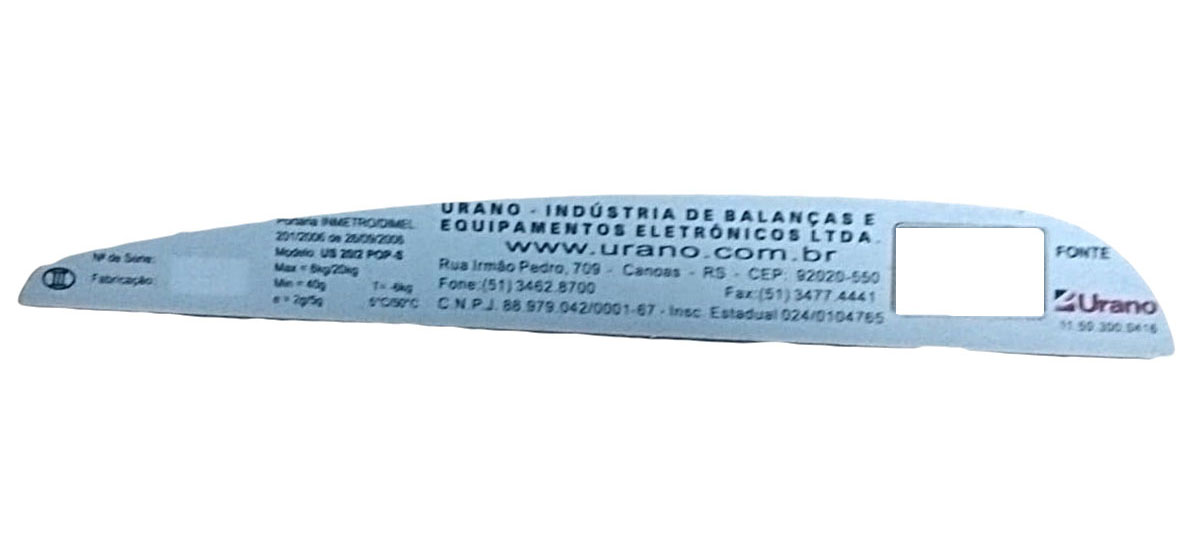 Nº de Série:
Fabricação:
Portaria INMETRO/DIMEL
201/2006 de 26/09/2006
Modelo: US 20/2 POP-S
Max = 8kg/20kg
Min = 40g T= -6kg
e = 2g/5g 5°C/50°C
URANO - INDÚSTRIA DE BALANÇAS E
EQUIPAMENTOS ELETRÔNICOS LTDA.
www.urano.com.br
Rua Irmão Pedro, 709 - Canoas - RS - CEP: 92020-550
Fone:(51) 3462.8700 Fax:(51) 3477.4441
C.N.P.J. 88.979.042/0001-67 - Insc. Estadual 024/0104765
FONTE
Urano
11.50.300.0416